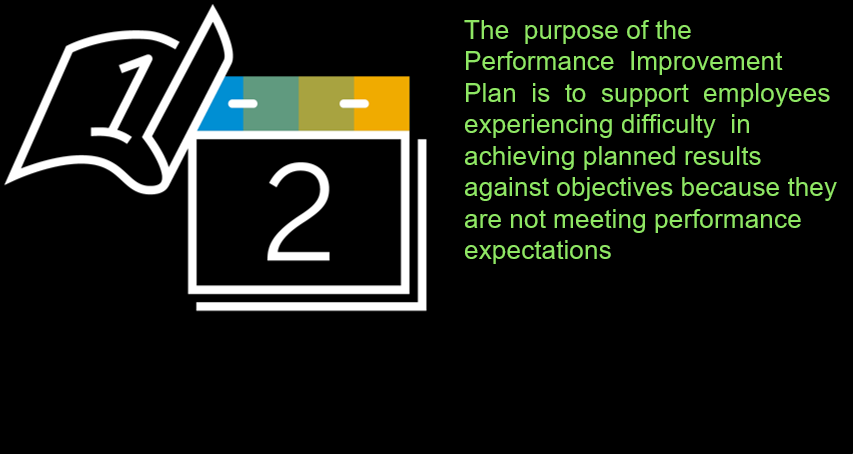 1
2
The purpose of the
Performance Improvement
Plan is to support employees
experiencing difficulty in
achieving planned results
against objectives because they
are not meeting performance
expectations